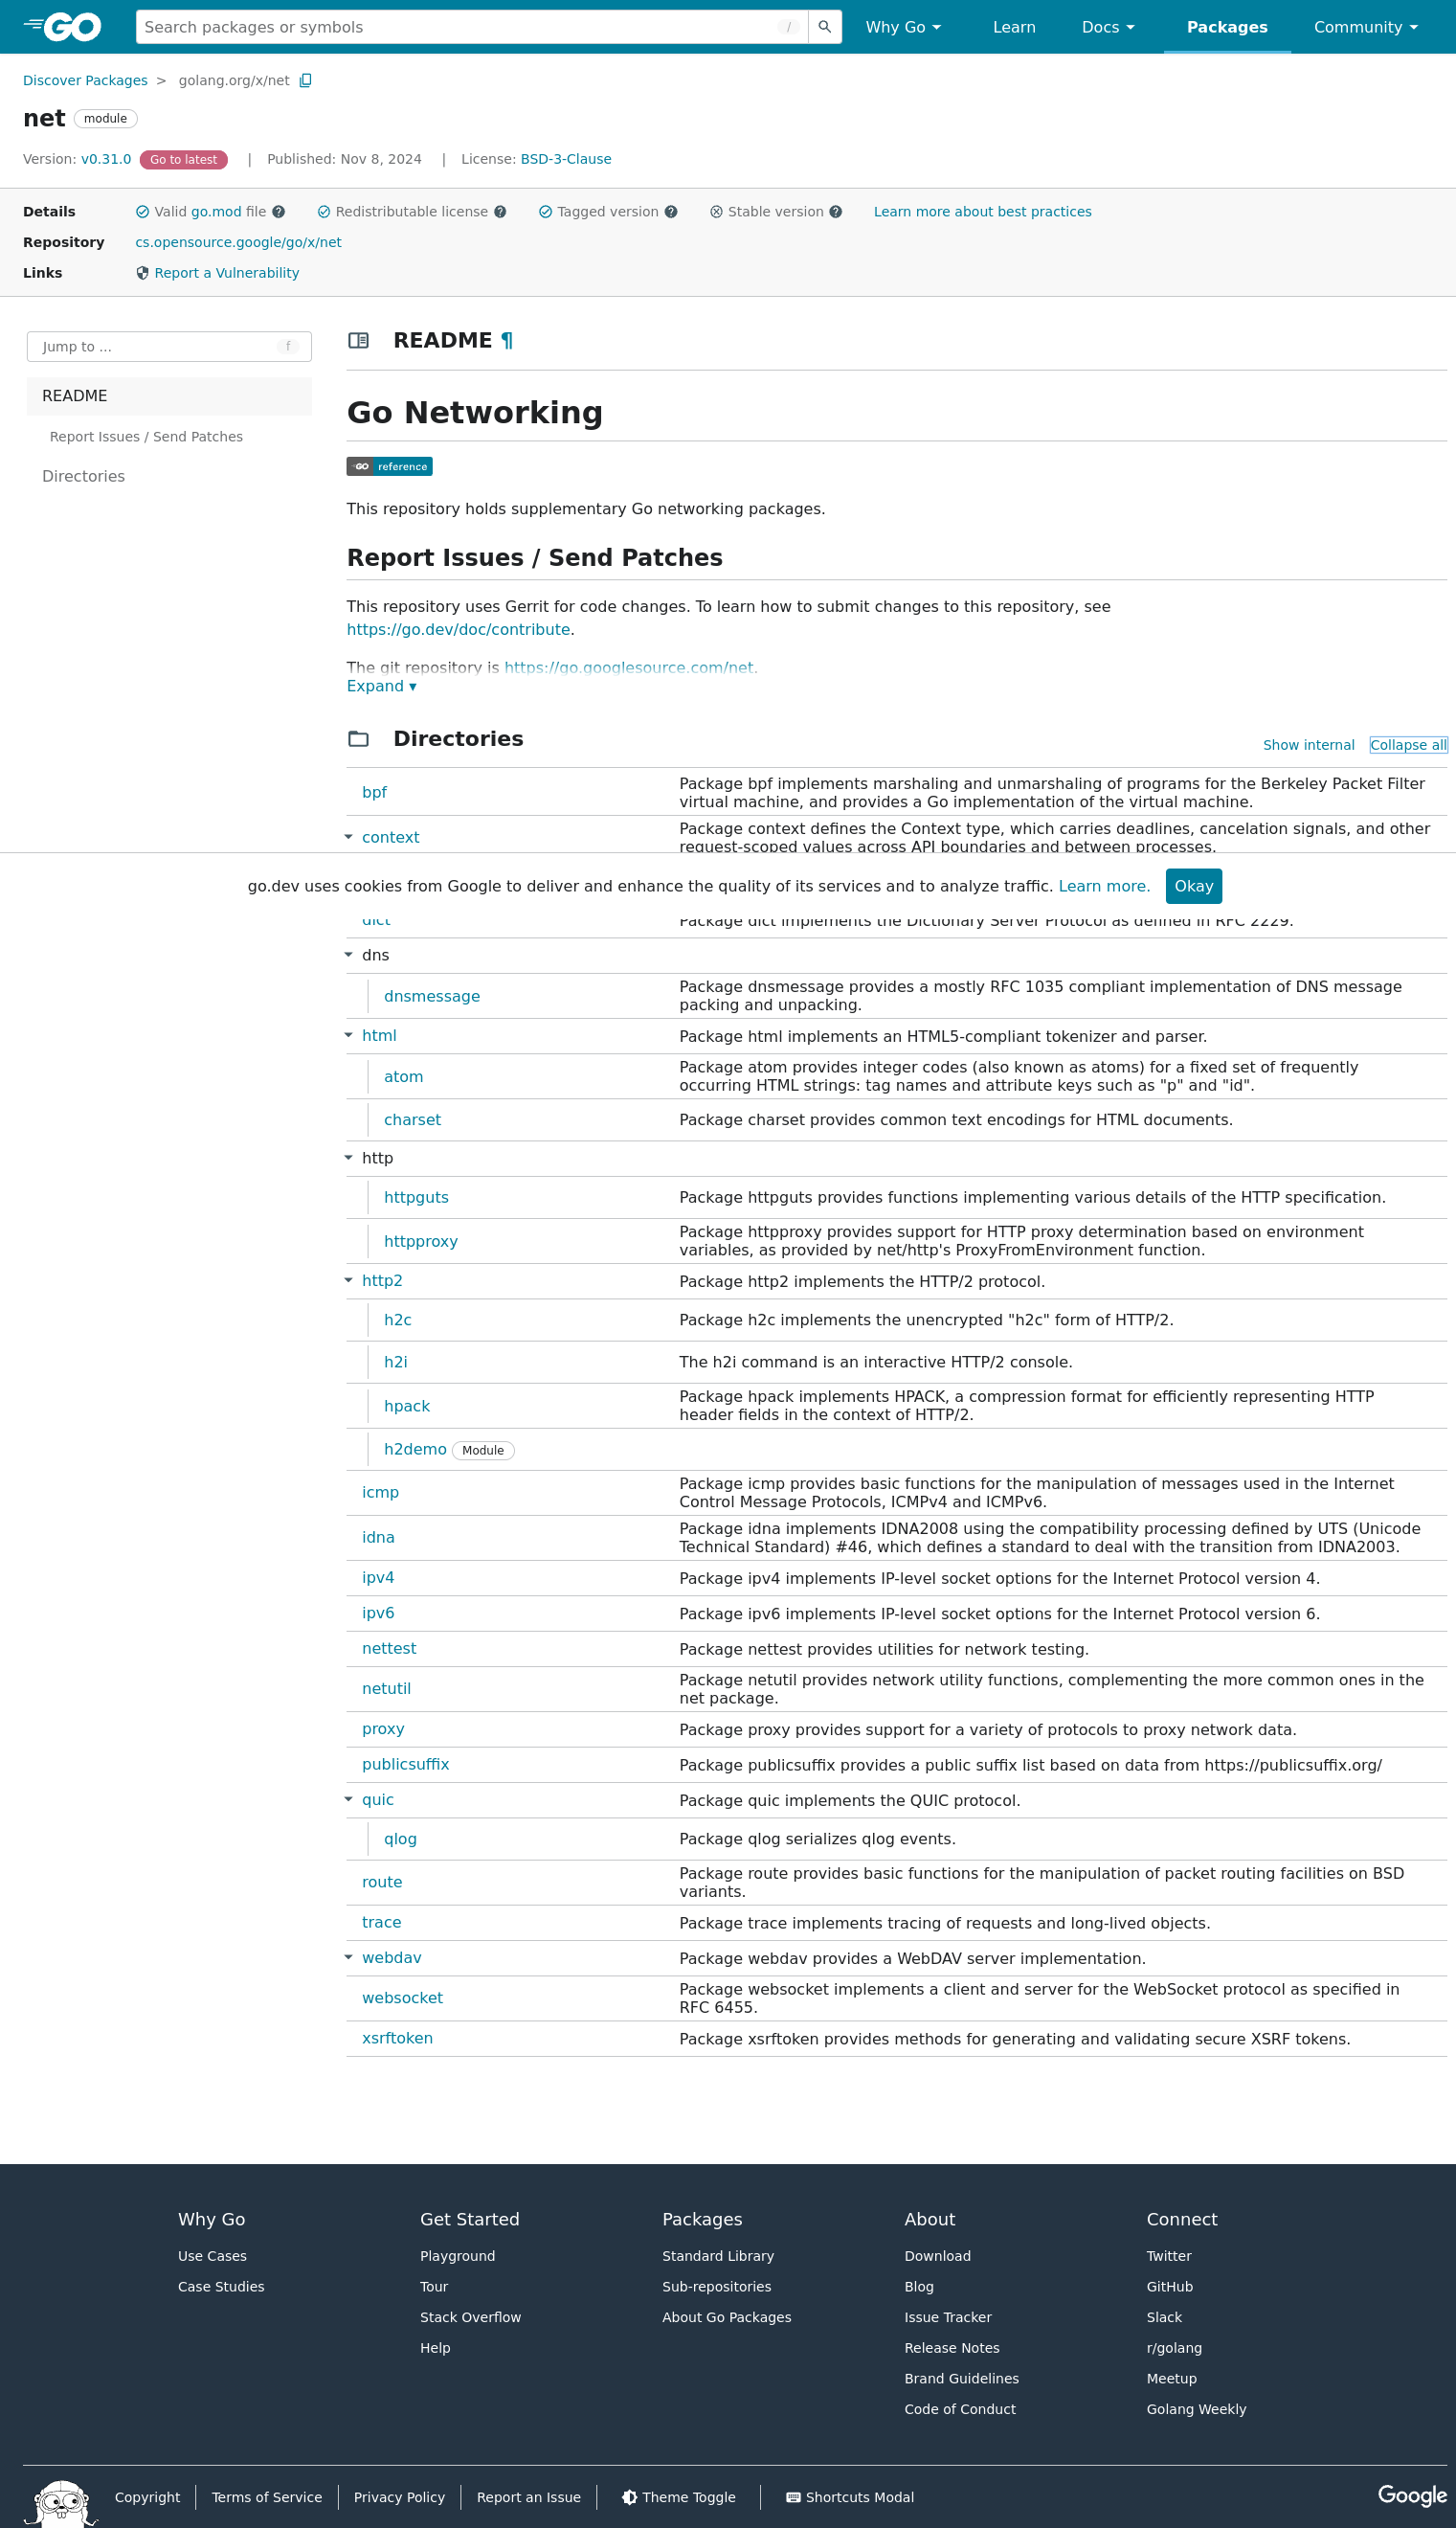 GO
Search packages or symbols
/
Why Go
Learn
Docs
Packages
Community
Discover Packages > golang.org/x/net
net module
Version: v0.31.0 Go to latest | Published: Nov 8, 2024 | License: BSD-3-Clause
Details Valid go.mod file Redistributable license Tagged version Stable version Learn more about best practices
Repository cs.opensource.google/go/x/net
Links Report a Vulnerability
Jump to ... f
README
Report Issues / Send Patches
Directories
README ¶
Go Networking
GO reference
This repository holds supplementary Go networking packages.
Report Issues / Send Patches
This repository uses Gerrit for code changes. To learn how to submit changes to this repository, see
https://go.dev/doc/contribute.
The git repository is https://go.googlesource.com/net.
Expand ▾
Directories
Show internal Collapse all
bpf
Package bpf implements marshaling and unmarshaling of programs for the Berkeley Packet Filter
virtual machine, and provides a Go implementation of the virtual machine.
context
Package context defines the Context type, which carries deadlines, cancelation signals, and other
request-scoped values across API boundaries and between processes.
go.dev uses cookies from Google to deliver and enhance the quality of its services and to analyze traffic. Learn more. Okay
dict
Package dict implements the Dictionary Server Protocol as defined in RFC 2229.
dns
dnsmessage
Package dnsmessage provides a mostly RFC 1035 compliant implementation of DNS message
packing and unpacking.
html
Package html implements an HTML5-compliant tokenizer and parser.
atom
Package atom provides integer codes (also known as atoms) for a fixed set of frequently
occurring HTML strings: tag names and attribute keys such as "p" and "id".
charset
Package charset provides common text encodings for HTML documents.
http
httpguts
Package httpguts provides functions implementing various details of the HTTP specification.
httpproxy
Package httpproxy provides support for HTTP proxy determination based on environment
variables, as provided by net/http's ProxyFromEnvironment function.
http2
Package http2 implements the HTTP/2 protocol.
h2c
Package h2c implements the unencrypted "h2c" form of HTTP/2.
h2i
The h2i command is an interactive HTTP/2 console.
hpack
Package hpack implements HPACK, a compression format for efficiently representing HTTP
header fields in the context of HTTP/2.
h2demo Module
icmp
Package icmp provides basic functions for the manipulation of messages used in the Internet
Control Message Protocols, ICMPv4 and ICMPv6.
idna
Package idna implements IDNA2008 using the compatibility processing defined by UTS (Unicode
Technical Standard) #46, which defines a standard to deal with the transition from IDNA2003.
ipv4
Package ipv4 implements IP-level socket options for the Internet Protocol version 4.
ipv6
Package ipv6 implements IP-level socket options for the Internet Protocol version 6.
nettest
Package nettest provides utilities for network testing.
netutil
Package netutil provides network utility functions, complementing the more common ones in the
net package.
proxy
Package proxy provides support for a variety of protocols to proxy network data.
publicsuffix
Package publicsuffix provides a public suffix list based on data from https://publicsuffix.org/
quic
Package quic implements the QUIC protocol.
qlog
Package qlog serializes qlog events.
route
Package route provides basic functions for the manipulation of packet routing facilities on BSD
variants.
trace
Package trace implements tracing of requests and long-lived objects.
webdav
Package webdav provides a WebDAV server implementation.
websocket
Package websocket implements a client and server for the WebSocket protocol as specified in
RFC 6455.
xsrftoken
Package xsrftoken provides methods for generating and validating secure XSRF tokens.
Why Go
Use Cases
Case Studies
Get Started
Playground
Tour
Stack Overflow
Help
Packages
Standard Library
Sub-repositories
About Go Packages
About
Download
Blog
Issue Tracker
Release Notes
Brand Guidelines
Code of Conduct
Connect
Twitter
GitHub
Slack
r/golang
Meetup
Golang Weekly
Copyright
Terms of Service
Privacy Policy
Report an Issue
Theme Toggle
Shortcuts Modal
Google